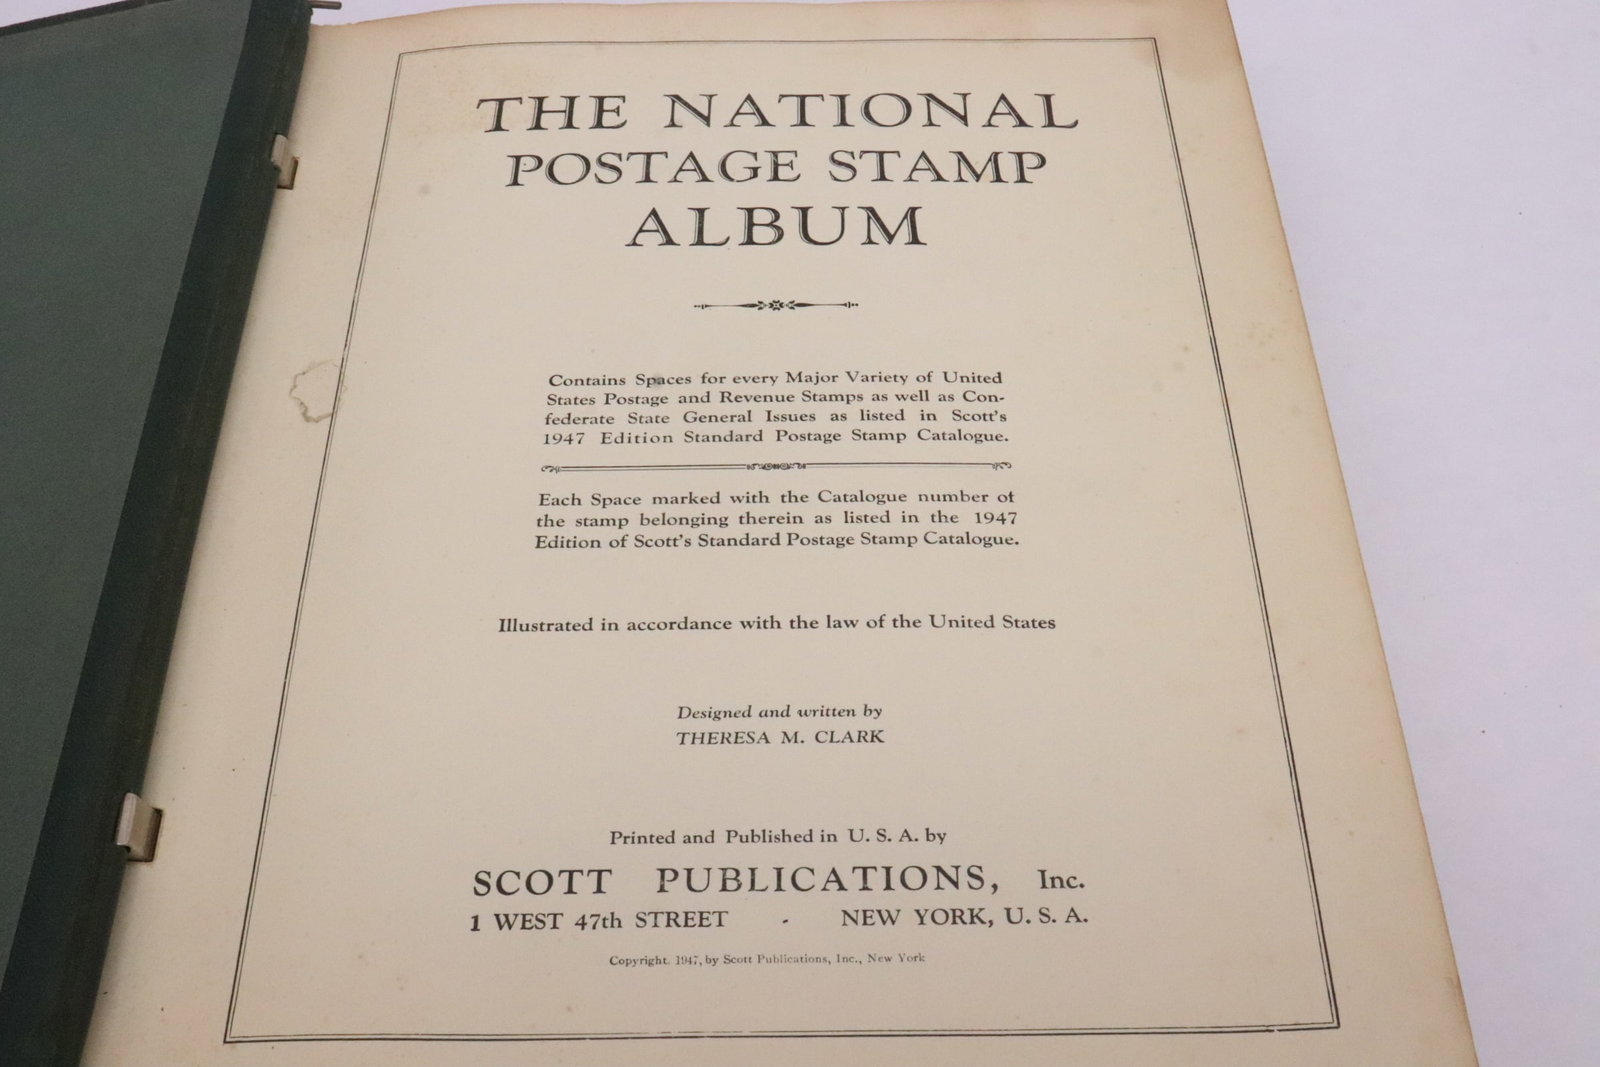 THE NATIONAL
POSTAGE STAMP
ALBUM
Contains Spaces for every Major Variety of United
States Postage and Revenue Stamps as well as Con-
federate State General Issues as listed in Scott's
1947 Edition Standard Postage Stamp Catalogue.
Each Space marked with the Catalogue number of
the stamp belonging therein as listed in the 1947
Edition of Scott's Standard Postage Stamp Catalogue.
Illustrated in accordance with the law of the United States
Designed and written by
THERESA M. CLARK
Printed and Published in U. S. A. by
SCOTT PUBLICATIONS, Inc.
1 WEST 47th STREET - NEW YORK, U. S. A.
Copyright. 1947, by Scott Publications, Inc., New York